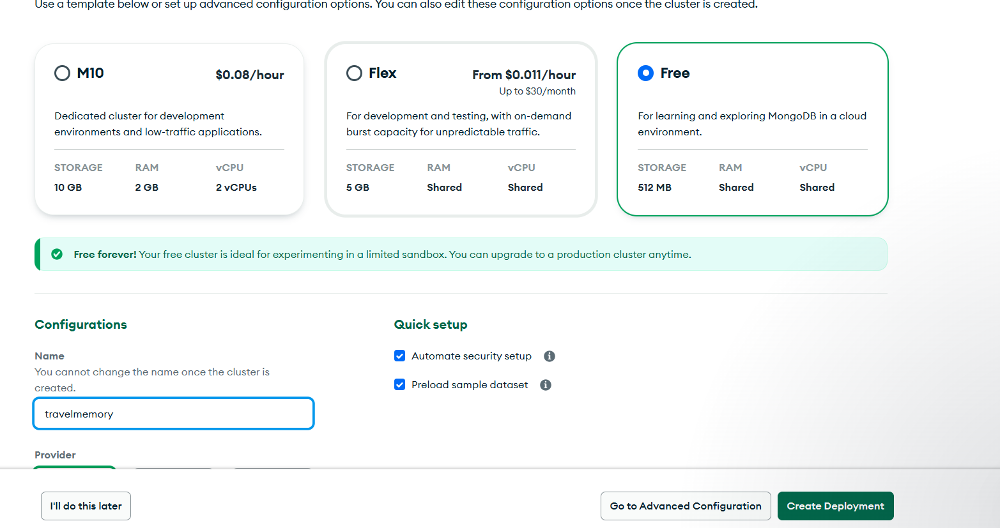 Use a template below or set up advanced configuration options. You can also edit these configuration options once the cluster is created.
M10
$0.08/hour
Dedicated cluster for development
environments and low-traffic applications.
STORAGE RAM vCPU
10 GB 2 GB 2 vCPUs
Flex
From $0.011/hour
Up to $30/month
For development and testing, with on-demand
burst capacity for unpredictable traffic.
STORAGE RAM vCPU
5 GB Shared Shared
Free
For learning and exploring MongoDB in a cloud
environment.
STORAGE RAM vCPU
512 MB Shared Shared
Free forever! Your free cluster is ideal for experimenting in a limited sandbox. You can upgrade to a production cluster anytime.
Configurations
Name
You cannot change the name once the cluster is
created.
travelmemory
Provider
Quick setup
Automate security setup
Preload sample dataset
I'll do this later
Go to Advanced Configuration
Create Deployment